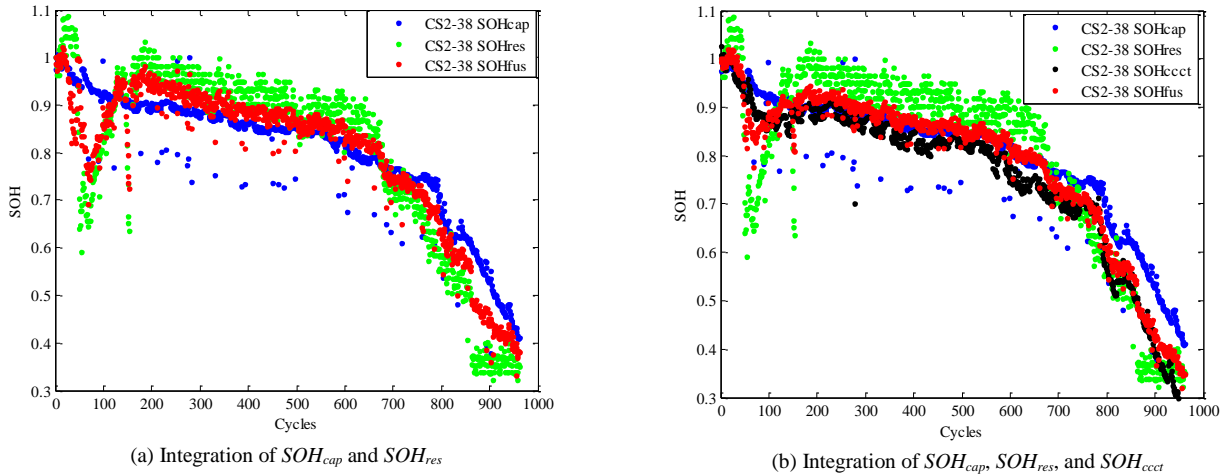 1.1
1
0.9
0.8
0.7
0.6
0.5
0.4
0.3
SOH
0 100 200 300 400 500 600 700 800 900 1000
Cycles
CS2-38 SOHcap
CS2-38 SOHres
CS2-38 SOHfus
(a) Integration of SOHcap and SOHres
1.1
1
0.9
0.8
0.7
0.6
0.5
0.4
0.3
SOH
0 100 200 300 400 500 600 700 800 900 1000
Cycles
CS2-38 SOHcap
CS2-38 SOHres
CS2-38 SOHccct
CS2-38 SOHfus
(b) Integration of SOHcap, SOHres, and SOHccct